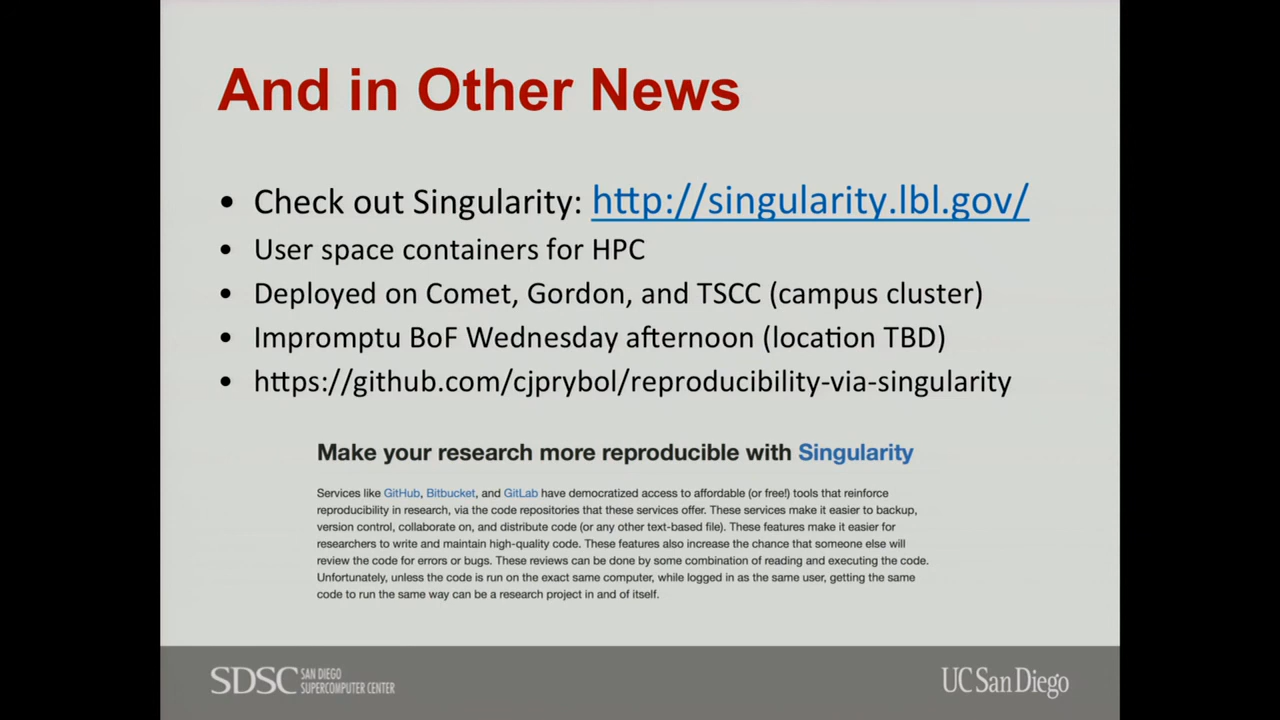 And in Other News
• Check out Singularity: http://singularity.lbl.gov/
• User space containers for HPC
• Deployed on Comet, Gordon, and TSCC (campus cluster)
• Impromptu BoF Wednesday afternoon (location TBD)
• https://github.com/cjprybol/reproducibility-via-singularity
Make your research more reproducible with Singularity
Services like GitHub, Bitbucket, and GitLab have democratized access to affordable (or free!) tools that reinforce
reproducibility in research, via the code repositories that these services offer. These services make it easier to backup,
version control, collaborate on, and distribute code (or any other text-based file). These features make it easier for
researchers to write and maintain high-quality code. These features also increase the chance that someone else will
review the code for errors or bugs. These reviews can be done by some combination of reading and executing the code.
Unfortunately, unless the code is run on the exact same computer, while logged in as the same user, getting the same
code to run the same way can be a research project in and of itself.
SDSC SAN DIEGO
SUPERCOMPUTER CENTER
UC San Diego